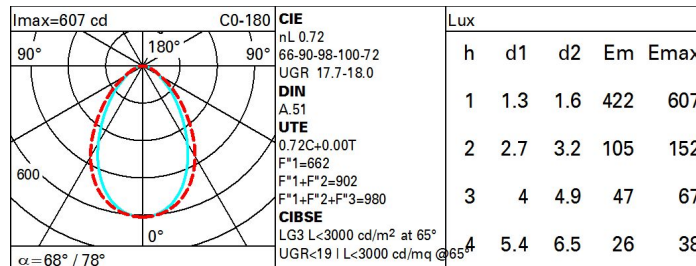 Imax=607 cd C0-180
90° 180° 90°
600
0°
α=68° / 78°
CIE
nL 0.72
66-90-98-100-72
UGR 17.7-18.0
DIN
A.51
UTE
0.72C+0.00T
F"1=662
F"1+F"2=902
F"1+F"2+F"3=980
CIBSE
LG3 L<3000 cd/m² at 65°
UGR<19 | L<3000 cd/mq @65°
Lux
h d1 d2 Em Emax
1 1.3 1.6 422 607
2 2.7 3.2 105 152
3 4 4.9 47 67
4 5.4 6.5 26 38